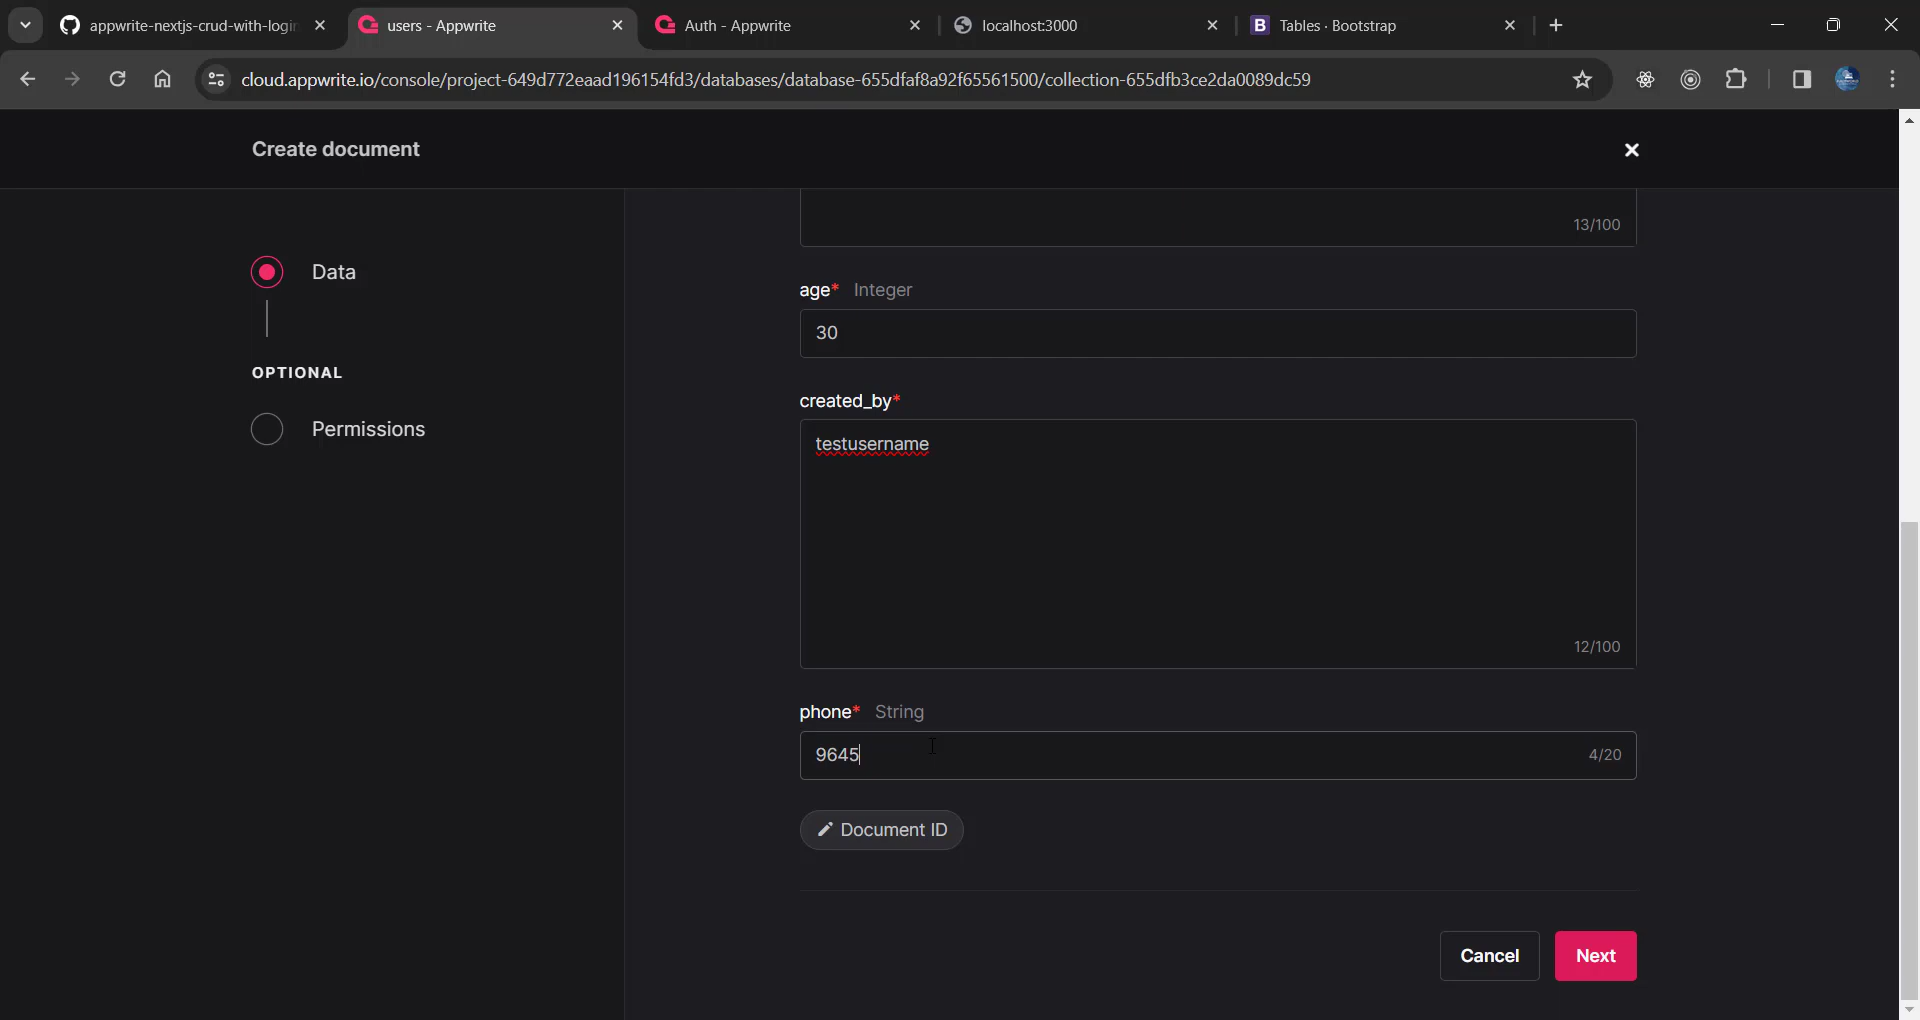 appwrite-nextjs-crud-with-login
users - Appwrite
Auth - Appwrite
localhost:3000
B
Tables · Bootstrap
cloud.appwrite.io/console/project-649d772eaad196154fd3/databases/database-655dfaf8a92f65561500/collection-655dfb3ce2da0089dc59
Create document
Data
OPTIONAL
Permissions
13/100
age* Integer
30
created_by*
testusername
12/100
phone* String
9645
4/20
Document ID
Cancel
Next